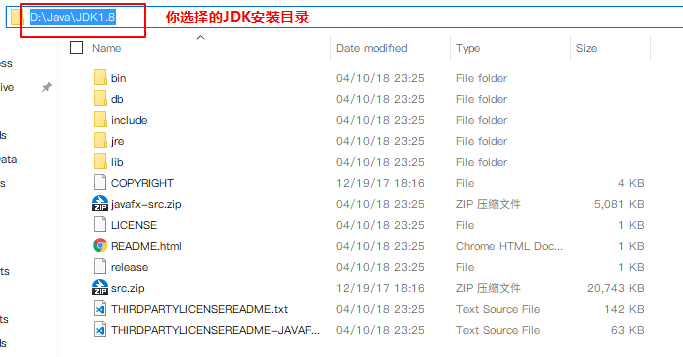 D:\Java\JDK1.8 你选择的JDK安装目录
Name Date modified Type Size
ess
ive
bin 04/10/18 23:25 File folder
db 04/10/18 23:25 File folder
include 04/10/18 23:25 File folder
ds
jre 04/10/18 23:25 File folder
Data
lib 04/10/18 23:25 File folder
COPYRIGHT 12/19/17 18:16 File 4 KB
ZIP javafx-src.zip 04/10/18 23:25 ZIP 压缩文件 5,081 KB
LICENSE 04/10/18 23:25 File 1 KB
README.html 04/10/18 23:25 Chrome HTML Doc... 1 KB
release 04/10/18 23:25 File 1 KB
ts
ZIP src.zip 12/19/17 18:16 ZIP 压缩文件 20,743 KB
THIRDPARTYLICENSEREADME.txt 04/10/18 23:25 Text Source File 142 KB
ts
THIRDPARTYLICENSEREADME-JAVAF... 04/10/18 23:25 Text Source File 63 KB
ds